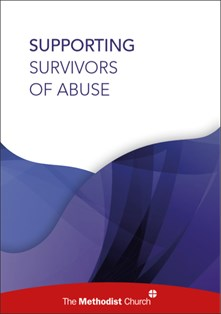 SUPPORTING
SURVIVORS
OF ABUSE
The Methodist Church